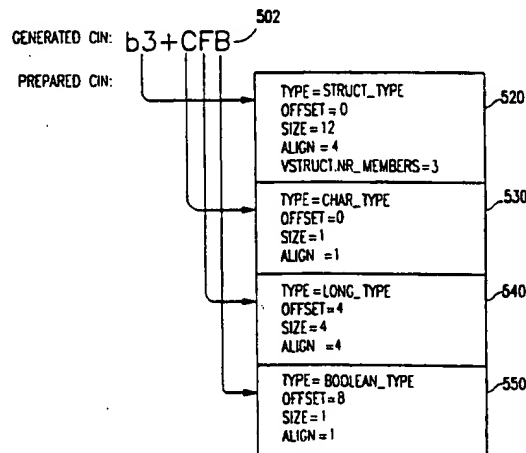 GENERATED CIN: b3+CFB 502
PREPARED CIN:
TYPE=STRUCT_TYPE 520
OFFSET=0
SIZE=12
ALIGN=4
VSTRUCT.NR_MEMBERS=3
TYPE=CHAR_TYPE 530
OFFSET=0
SIZE=1
ALIGN=1
TYPE=LONG_TYPE 540
OFFSET=4
SIZE=4
ALIGN=4
TYPE=BOOLEAN_TYPE 550
OFFSET=8
SIZE=1
ALIGN=1